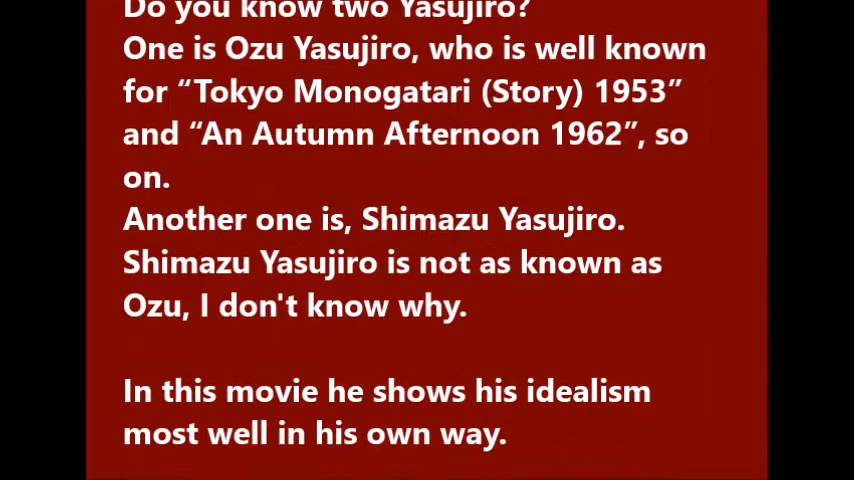 Do you know two Yasujiro?
One is Ozu Yasujiro, who is well known
for “Tokyo Monogatari (Story) 1953”
and “An Autumn Afternoon 1962”, so
on.
Another one is, Shimazu Yasujiro.
Shimazu Yasujiro is not as known as
Ozu, I don't know why.
In this movie he shows his idealism
most well in his own way.